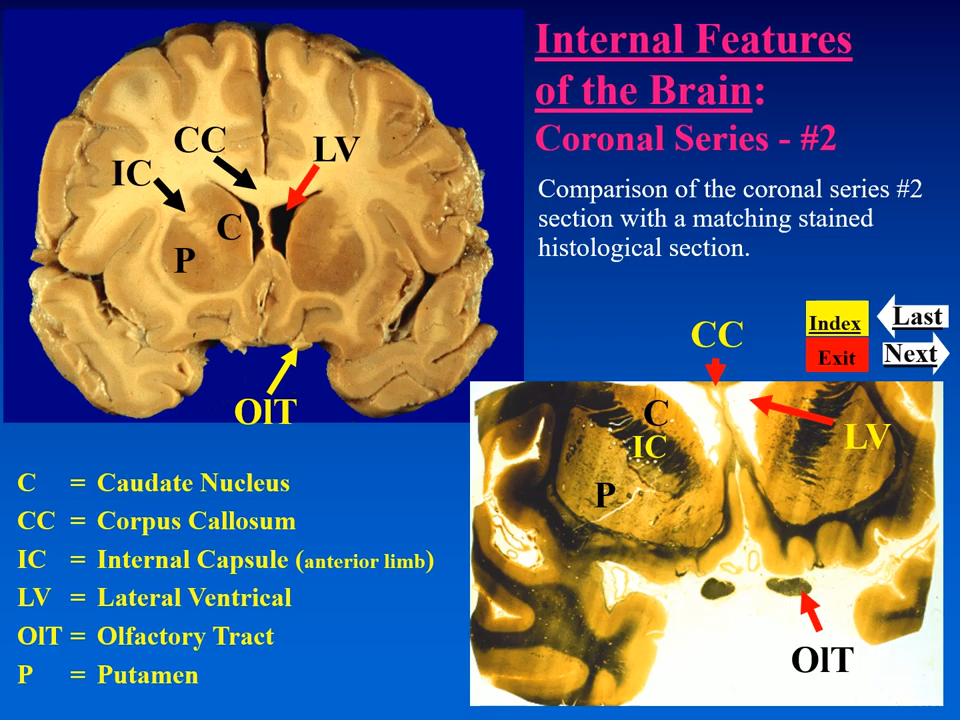 Internal Features
of the Brain:
Coronal Series - #2
Comparison of the coronal series #2
section with a matching stained
histological section.
CC
LV
IC
C
P
OlT
Index
Last
Exit
Next
CC
C
IC
LV
P
OlT
C = Caudate Nucleus
CC = Corpus Callosum
IC = Internal Capsule (anterior limb)
LV = Lateral Ventrical
OlT = Olfactory Tract
P = Putamen